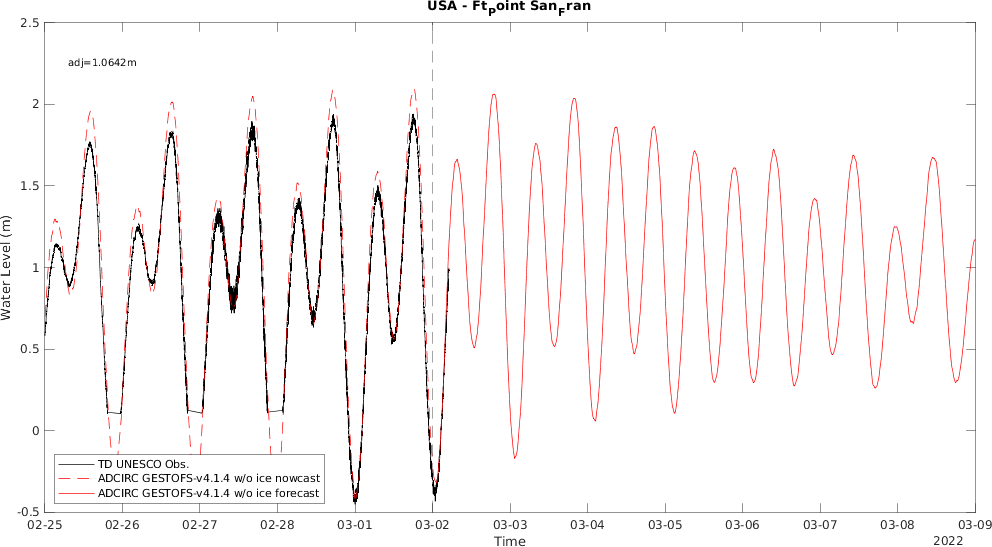 USA - Ft_Point San_Fran
adj=1.0642m
Water Level (m)
2.5
2
1.5
1
0.5
0
-0.5
TD UNESCO Obs.
ADCIRC GESTOFS-v4.1.4 w/o ice nowcast
ADCIRC GESTOFS-v4.1.4 w/o ice forecast
02-25 02-26 02-27 02-28 03-01 03-02 03-03 03-04 03-05 03-06 03-07 03-08 03-09
Time
2022